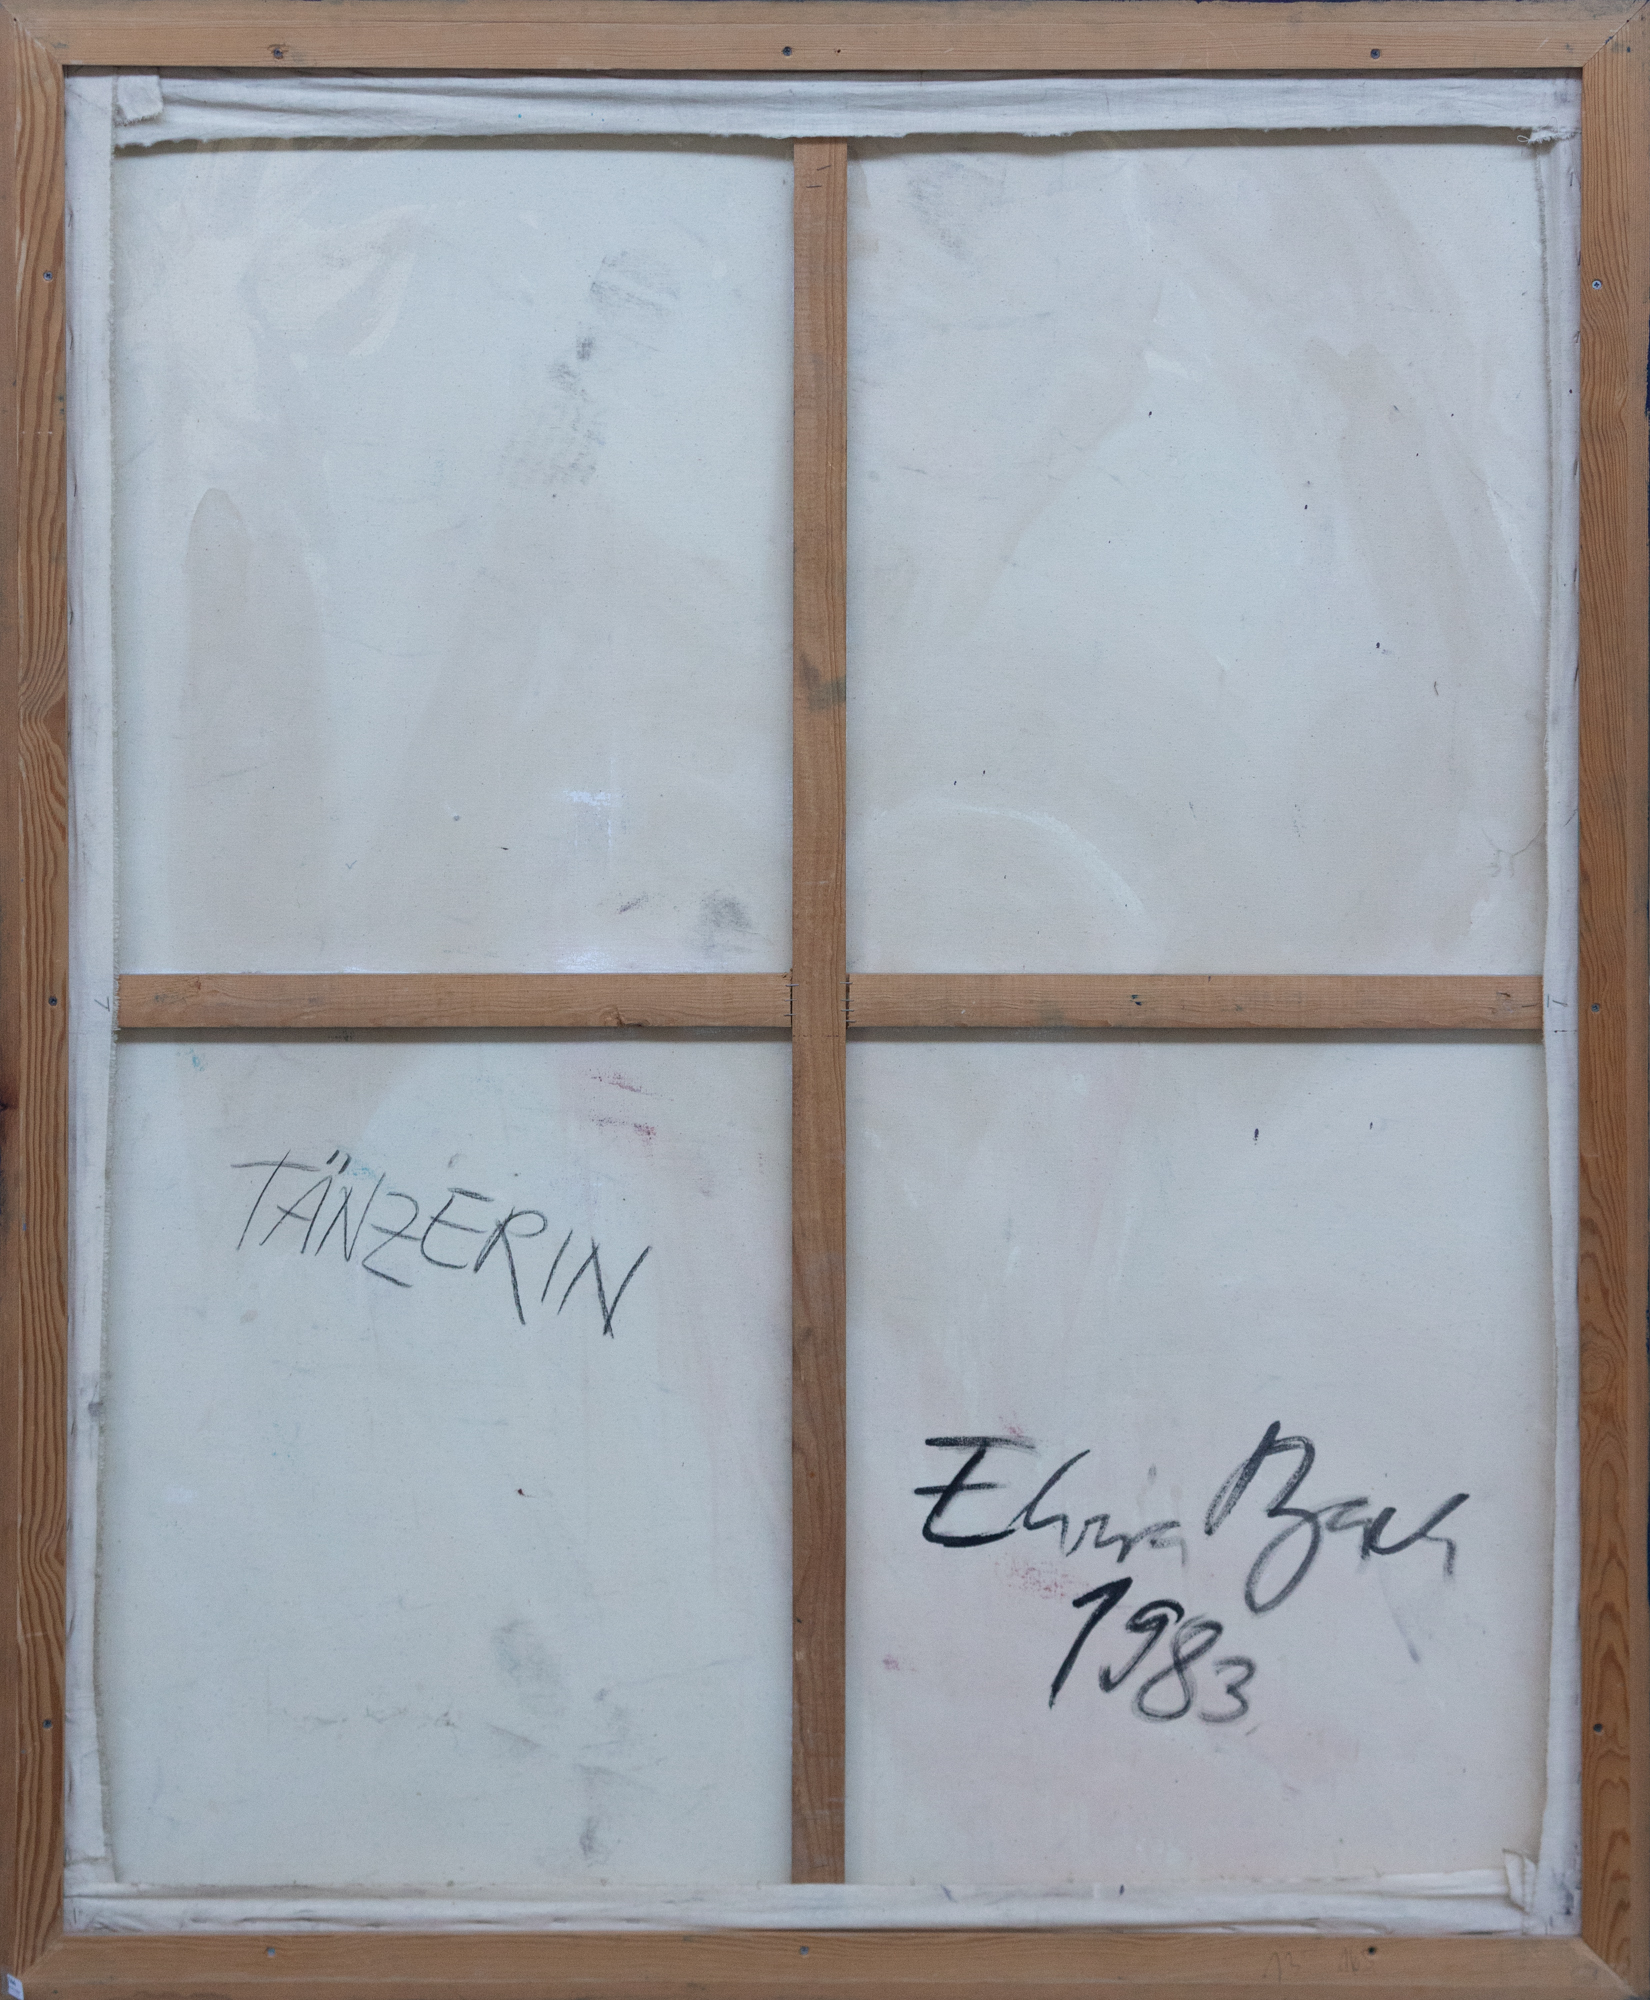 TÄNZERIN
Elvira Bach
1983